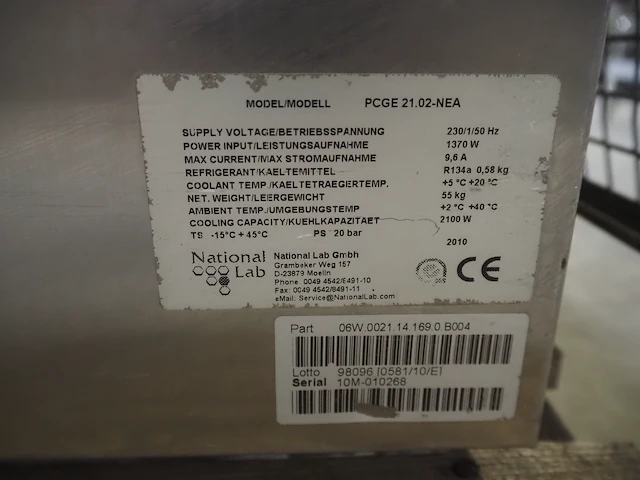 MODEL/MODELL PCGE 21.02-NEA
SUPPLY VOLTAGE/BETRIEBSSPANNUNG 230/1/50 Hz
POWER INPUT/LEISTUNGSAUFNAHME 1370 W
MAX CURRENT/MAX STROMAUFNAHME 9,6 A
REFRIGERANT/KAELTEMITTEL R134a 0,58 kg
COOLANT TEMP./KAELTETRAEGERTEMP. +5 °C +20 °C
NET. WEIGHT/LEERGEWICHT 55 kg
AMBIENT TEMP./UMGEBUNGSTEMP +2 °C +40 °C
COOLING CAPACITY/KUEHLKAPAZITAET 2100 W
TS -15°C + 45°C PS 20 bar
2010
National Lab
National Lab Gmbh
Grambeker Weg 157
D-23879 Moelln
Phone: 0049 4542/8491-10
Fax: 0049 4542/8491-11
eMail: Service@NationalLab.com
CE
Part 06W.0021.14.169.0.B004
Lotto 98096 [0581/10/E]
Serial 10M-010268